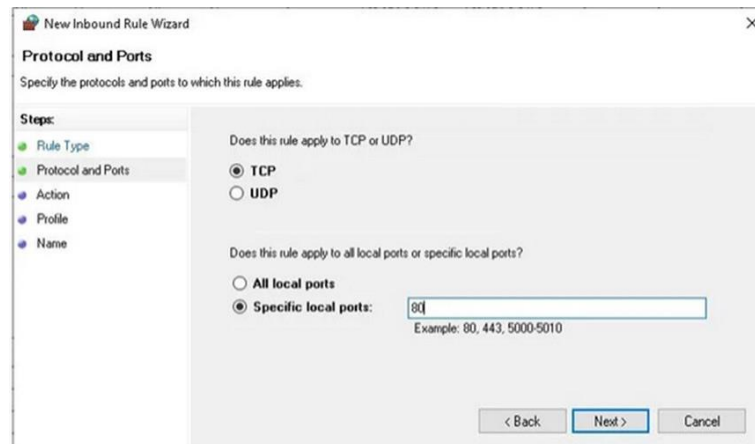 New Inbound Rule Wizard
Protocol and Ports
Specify the protocols and ports to which this rule applies.
Steps:
Rule Type
Protocol and Ports
Action
Profile
Name
Does this rule apply to TCP or UDP?
TCP
UDP
Does this rule apply to all local ports or specific local ports?
All local ports
Specific local ports: 80
Example: 80, 443, 5000-5010
< Back Next > Cancel